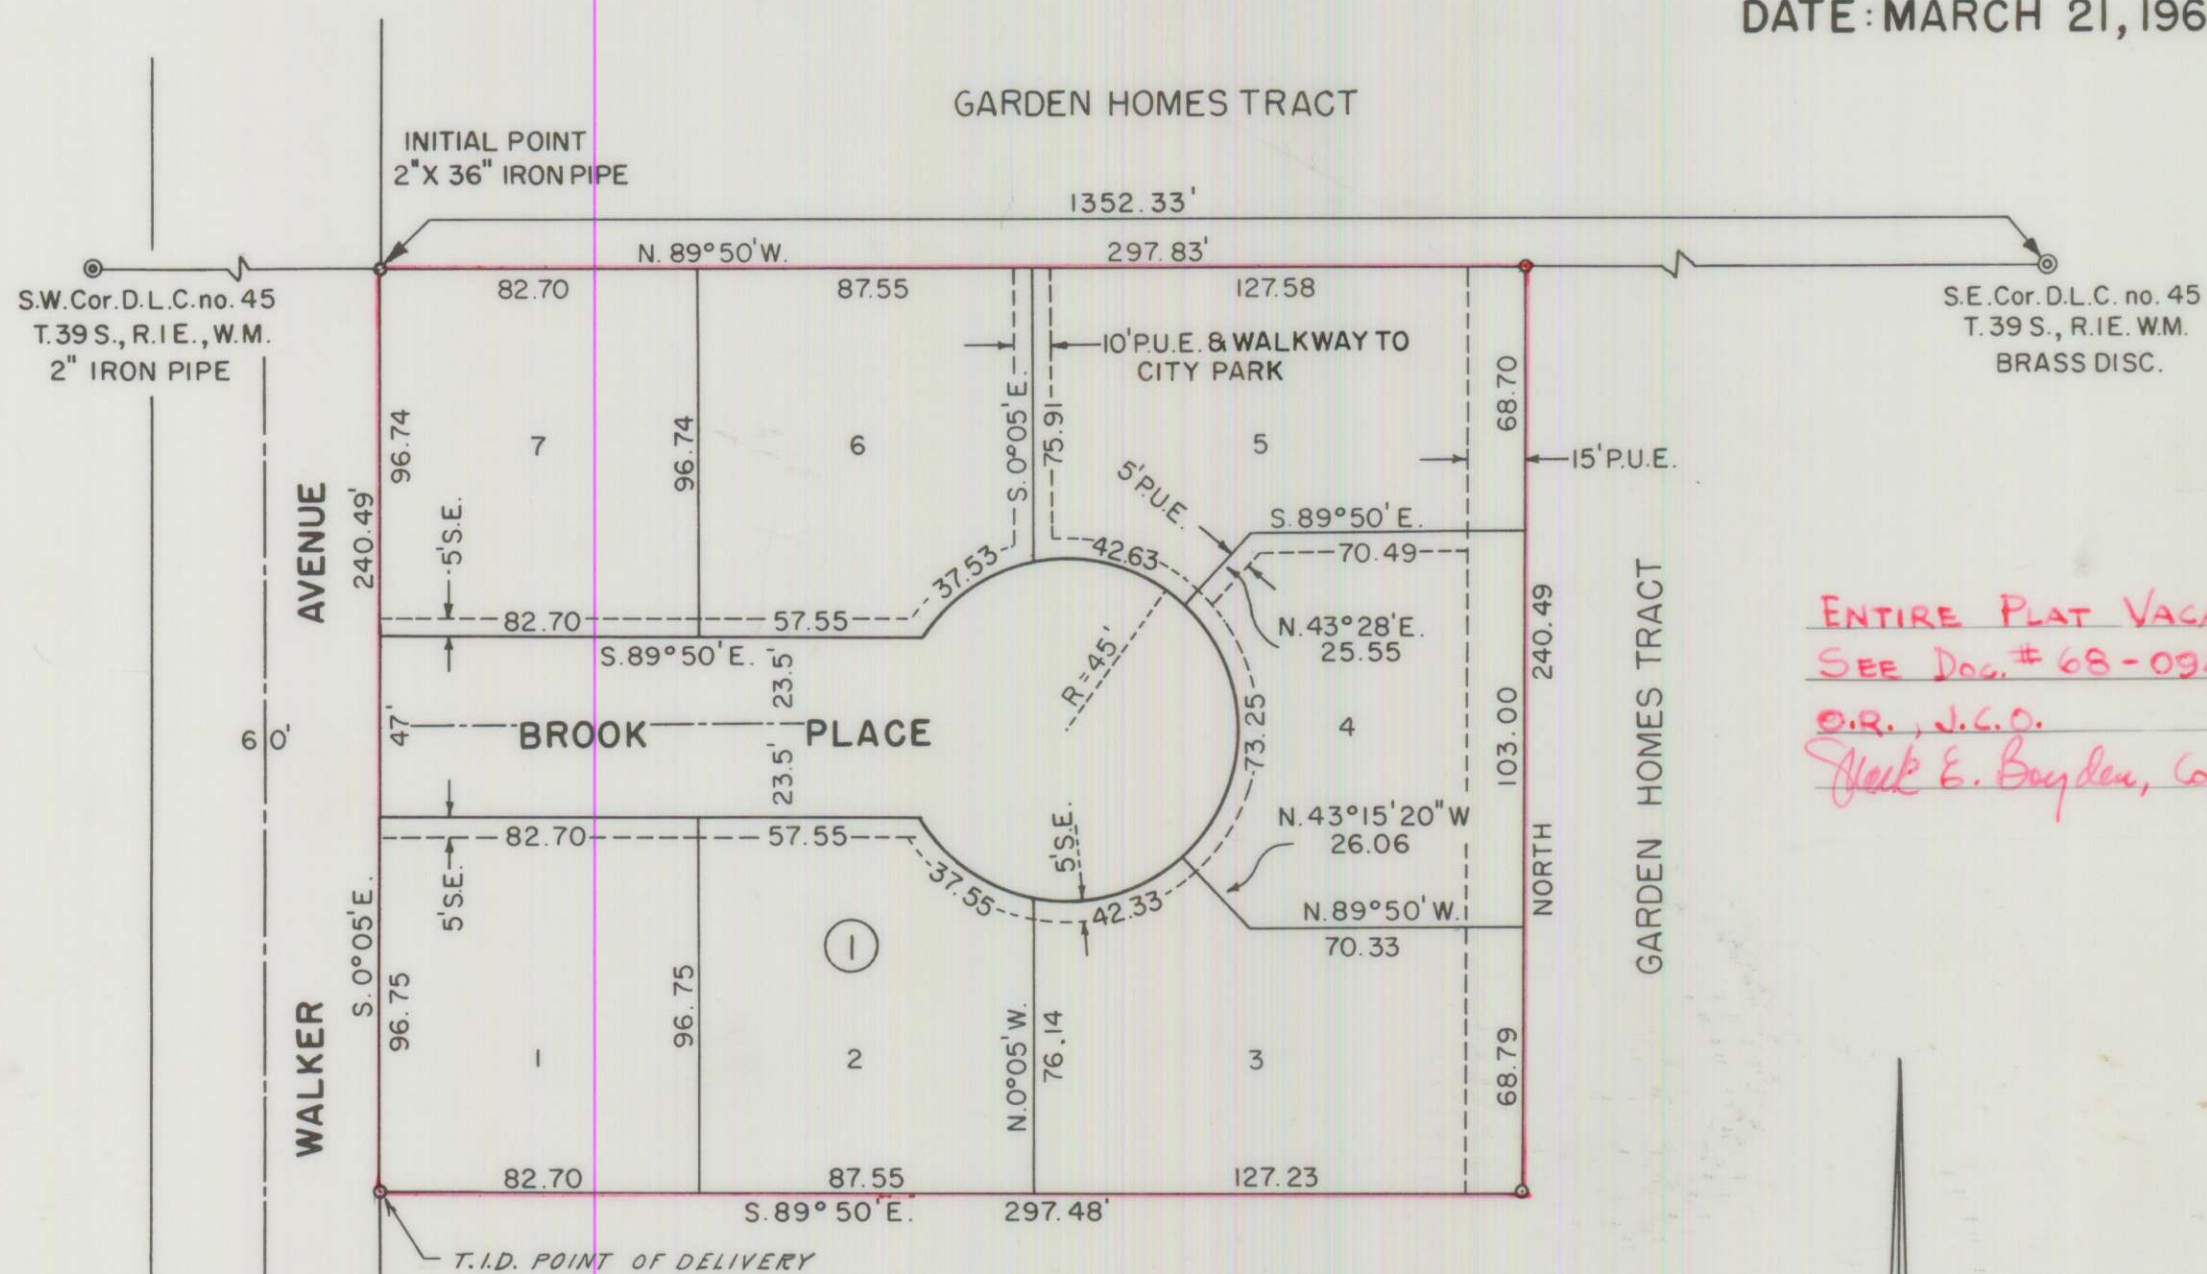 DATE: MARCH 21, 196
GARDEN HOMES TRACT
INITIAL POINT
2"X 36" IRON PIPE
1352.33'
N. 89°50'W.
297.83'
S.W.Cor.D.L.C.no. 45
T.39 S., R.1E., W.M.
2" IRON PIPE
S.E.Cor.D.L.C. no. 45
T.39 S., R.1E. W.M.
BRASS DISC.
82.70
87.55
127.58
10'P.U.E. & WALKWAY TO
CITY PARK
96.74
7
96.74
6
S.0°05'E.
75.91
5
68.70
15'P.U.E.
5'P.U.E.
AVENUE
240.49'
5'S.E.
S.89°50'E.
70.49
37.53
42.63
82.70
57.55
S.89°50'E.
23.5'
N.43°28'E.
25.55
R=45'
240.49
GARDEN HOMES TRACT
ENTIRE PLAT VACA
SEE DOC. # 68-09
O.R., J.C.O.
60'
47'
BROOK PLACE
23.5'
73.25
4
103.00
5'S.E.
N.43°15'20"W
26.06
82.70
57.55
5'S.E.
37.55
42.33
N.89°50'W.
70.33
NORTH
S.0°05'E.
1
WALKER
96.75
1
96.75
2
N.0°05'W.
76.14
3
68.79
82.70
87.55
127.23
S.89°50'E.
297.48'
T.I.D. POINT OF DELIVERY